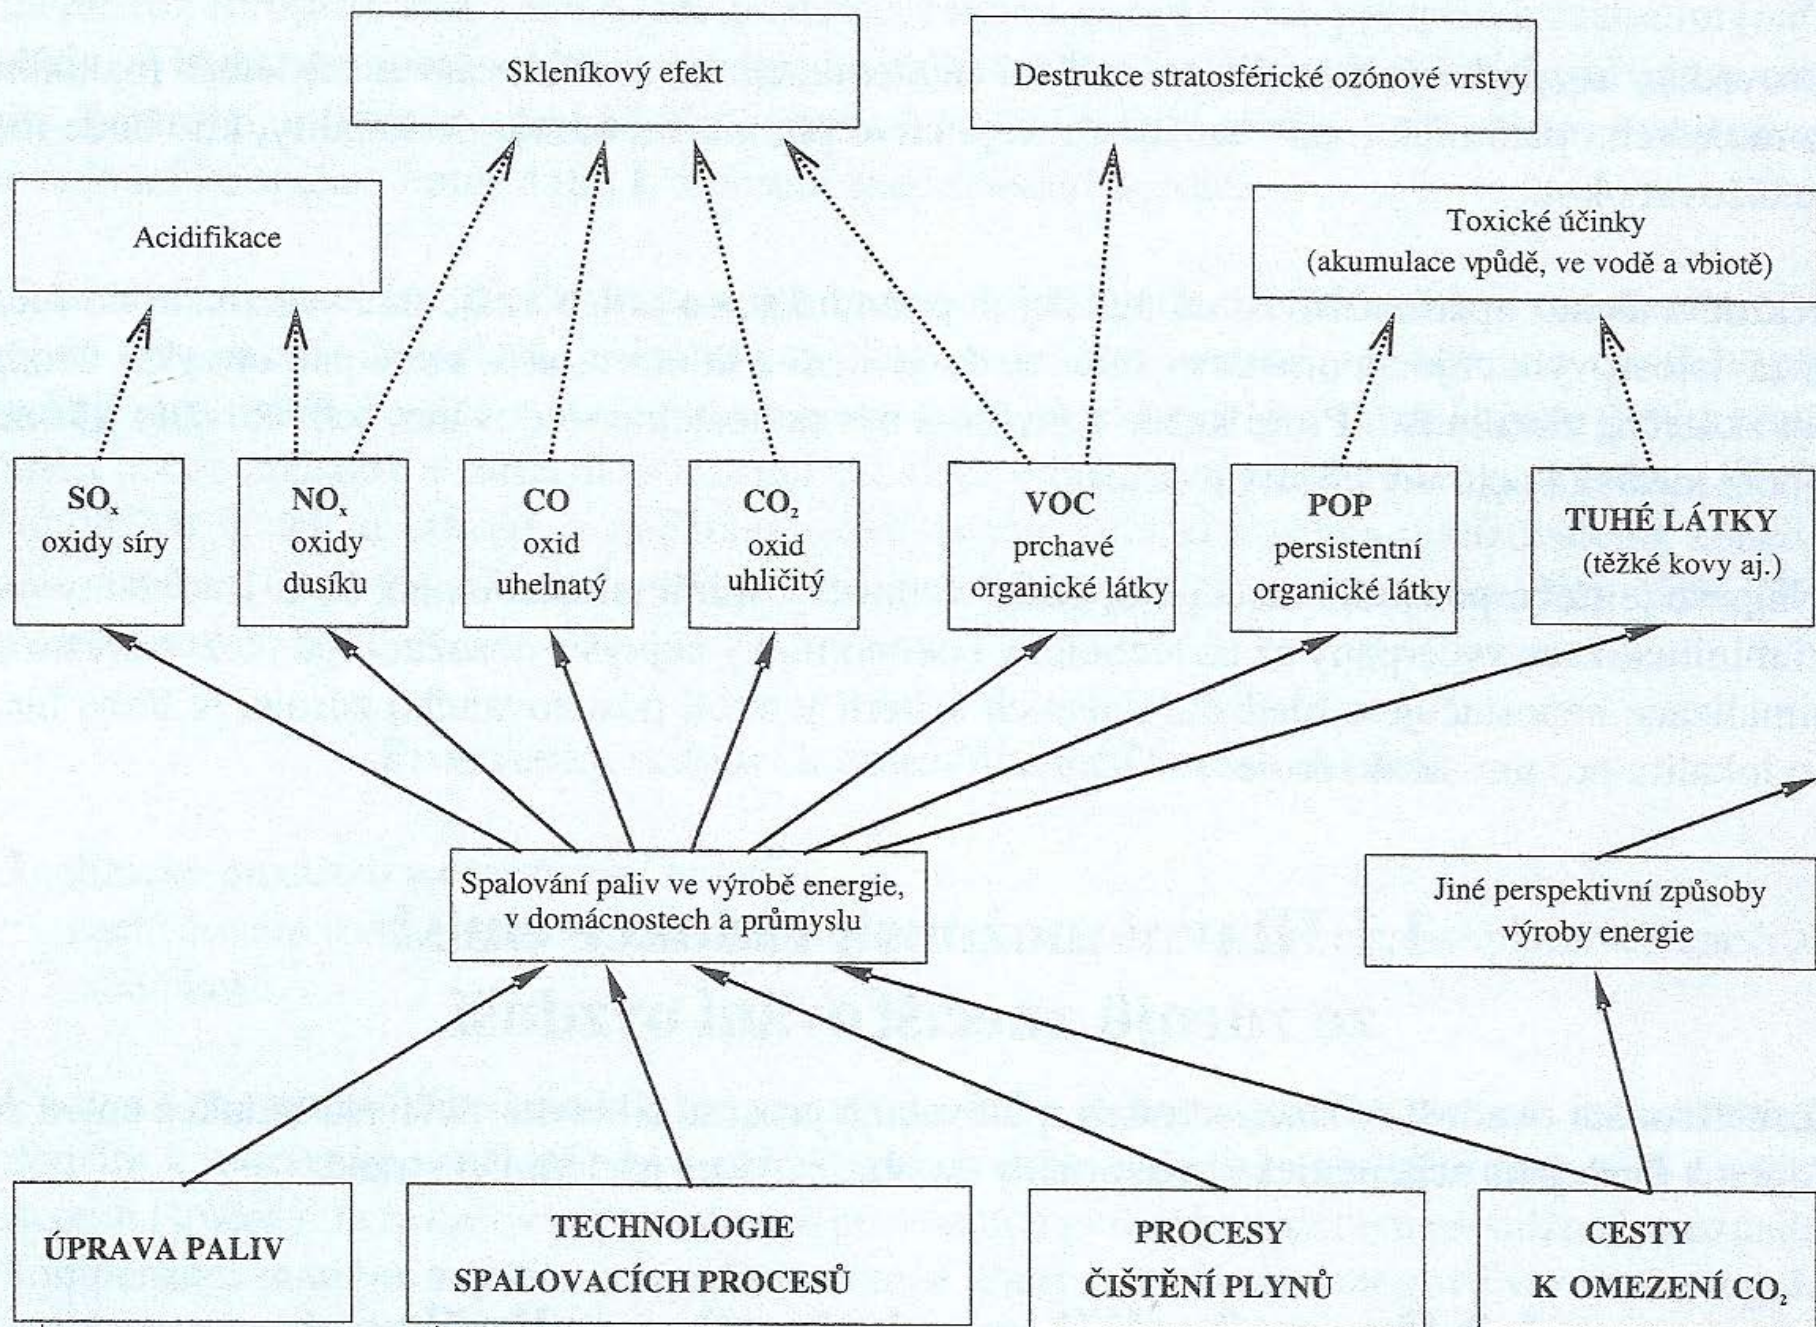 Skleníkový efekt
Destrukce stratosférické ozónové vrstvy
Acidifikace
Toxické účinky
(akumulace vpůdě, ve vodě a vbiotě)
SOₓ
oxidy síry
NOₓ
oxidy
dusíku
CO
oxid
uhelnatý
CO₂
oxid
uhličitý
VOC
prchavé
organické látky
POP
persistentní
organické látky
TUHÉ LÁTKY
(těžké kovy aj.)
Spalování paliv ve výrobě energie,
v domácnostech a průmyslu
Jiné perspektivní způsoby
výroby energie
ÚPRAVA PALIV
TECHNOLOGIE
SPALOVACÍCH PROCESŮ
PROCESY
ČIŠTĚNÍ PLYNŮ
CESTY
K OMEZENÍ CO₂